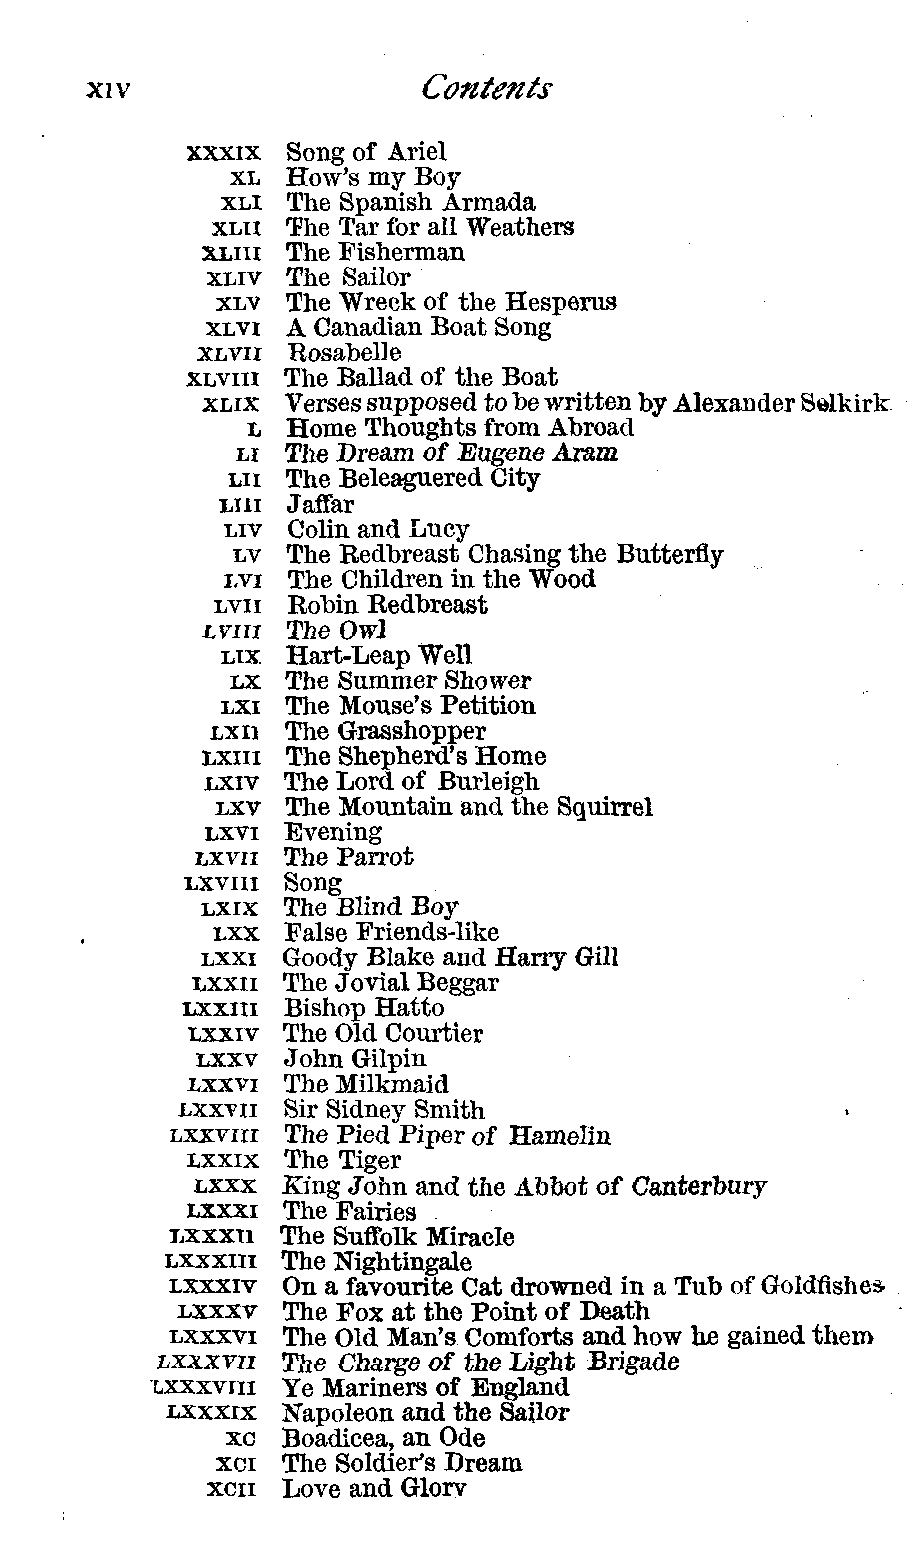 XIV Contents
XXXIX Song of Ariel
XL How's my Boy
XLI The Spanish Armada
XLII The Tar for all Weathers
XLIII The Fisherman
XLIV The Sailor
XLV The Wreck of the Hesperus
XLVI A Canadian Boat Song
XLVII Rosabelle
XLVIII The Ballad of the Boat
XLIX Verses supposed to be written by Alexander Selkirk
L Home Thoughts from Abroad
LI The Dream of Eugene Aram
LII The Beleaguered City
LIII Jaffar
LIV Colin and Lucy
LV The Redbreast Chasing the Butterfly
LVI The Children in the Wood
LVII Robin Redbreast
LVIII The Owl
LIX Hart-Leap Well
LX The Summer Shower
LXI The Mouse's Petition
LXII The Grasshopper
LXIII The Shepherd's Home
LXIV The Lord of Burleigh
LXV The Mountain and the Squirrel
LXVI Evening
LXVII The Parrot
LXVIII Song
LXIX The Blind Boy
LXX False Friends-like
LXXI Goody Blake and Harry Gill
LXXII The Jovial Beggar
LXXIII Bishop Hatto
LXXIV The Old Courtier
LXXV John Gilpin
LXXVI The Milkmaid
LXXVII Sir Sidney Smith
LXXVIII The Pied Piper of Hamelin
LXXIX The Tiger
LXXX King John and the Abbot of Canterbury
LXXXI The Fairies
LXXXII The Suffolk Miracle
LXXXIII The Nightingale
LXXXIV On a favourite Cat drowned in a Tub of Goldfishes
LXXXV The Fox at the Point of Death
LXXXVI The Old Man's Comforts and how he gained them
LXXXVII The Charge of the Light Brigade
LXXXVIII Ye Mariners of England
LXXXIX Napoleon and the Sailor
XC Boadicea, an Ode
XCI The Soldier's Dream
XCII Love and Glory